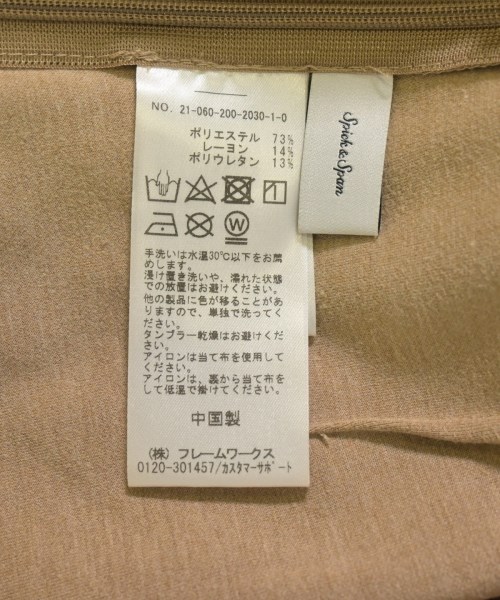 NO. 21-060-200-2030-1-0
ポリエステル 73%
レーヨン 14%
ポリウレタン 13%
手洗いは水温30℃以下をお薦
めします。
浸け置き洗いや、濡れた状態
での放置はお避けください。
他の製品に色が移ることがあ
りますので、単独で洗ってく
ださい。
タンブラー乾燥はお避けくだ
さい。
アイロンは当て布を使用して
ください。
アイロンは、裏から当て布を
して低温で掛けてください。
中国製
(株) フレームワークス
0120-301457/カスタマーサポート
Spick & Span